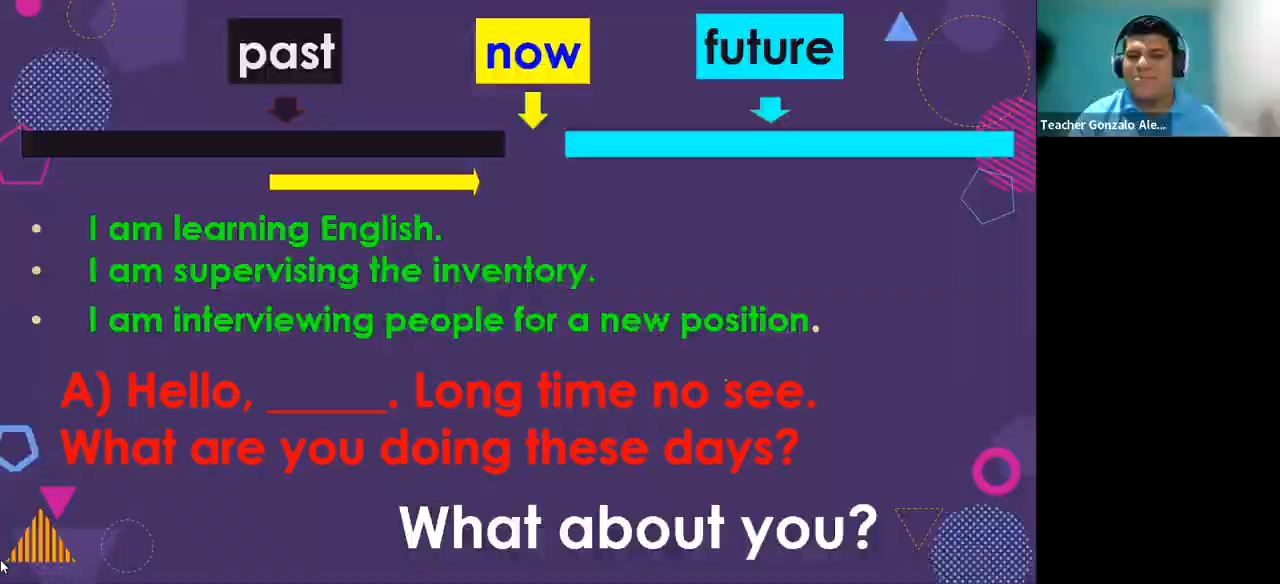 past now future
Teacher Gonzalo Ale...
• I am learning English.
• I am supervising the inventory.
• I am interviewing people for a new position.
A) Hello, _____. Long time no see.
What are you doing these days?
What about you?